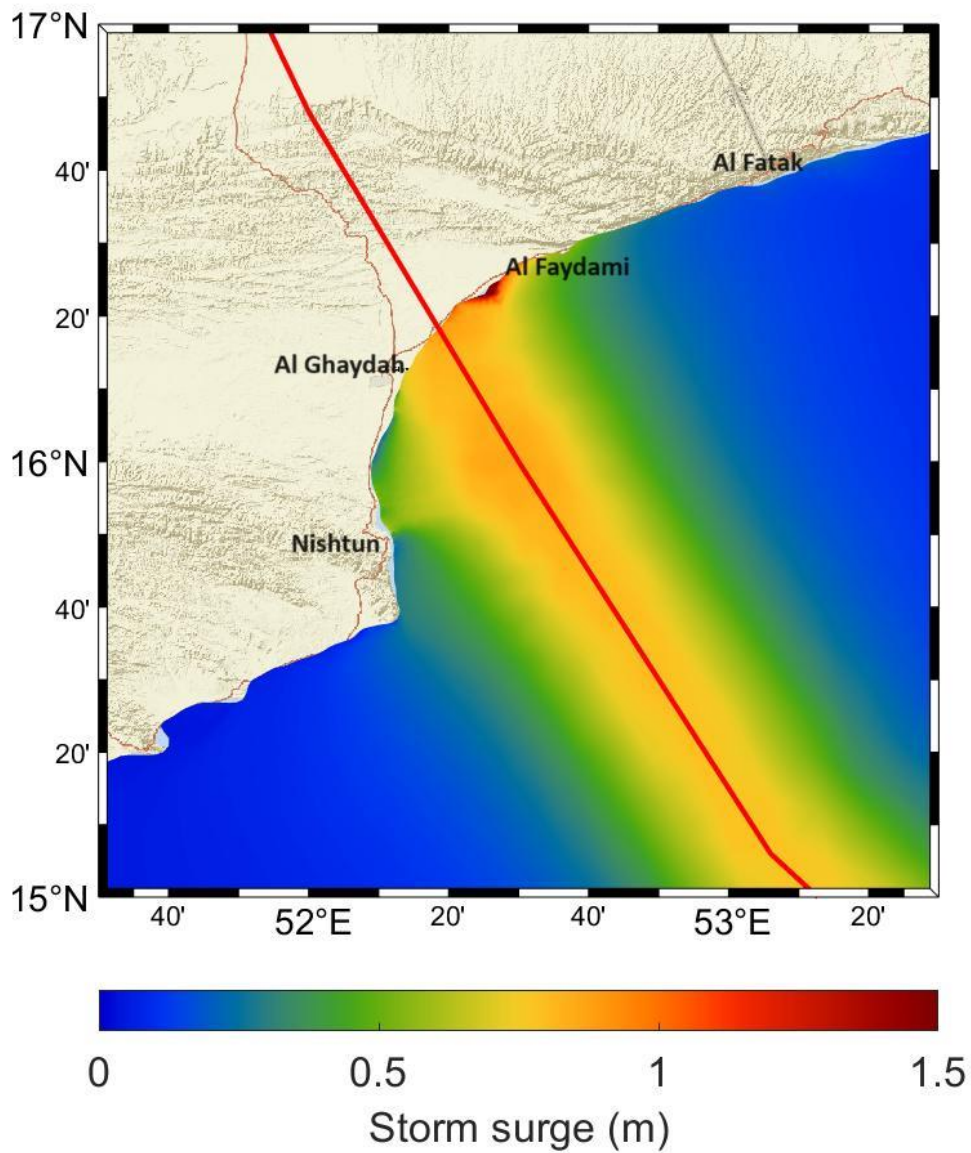 17°N
Al Fatak
40'
Al Faydami
20'
Al Ghaydah
16°N
Nishtun
40'
20'
15°N
40' 52°E 20' 40' 53°E 20'
0 0.5 1 1.5
Storm surge (m)